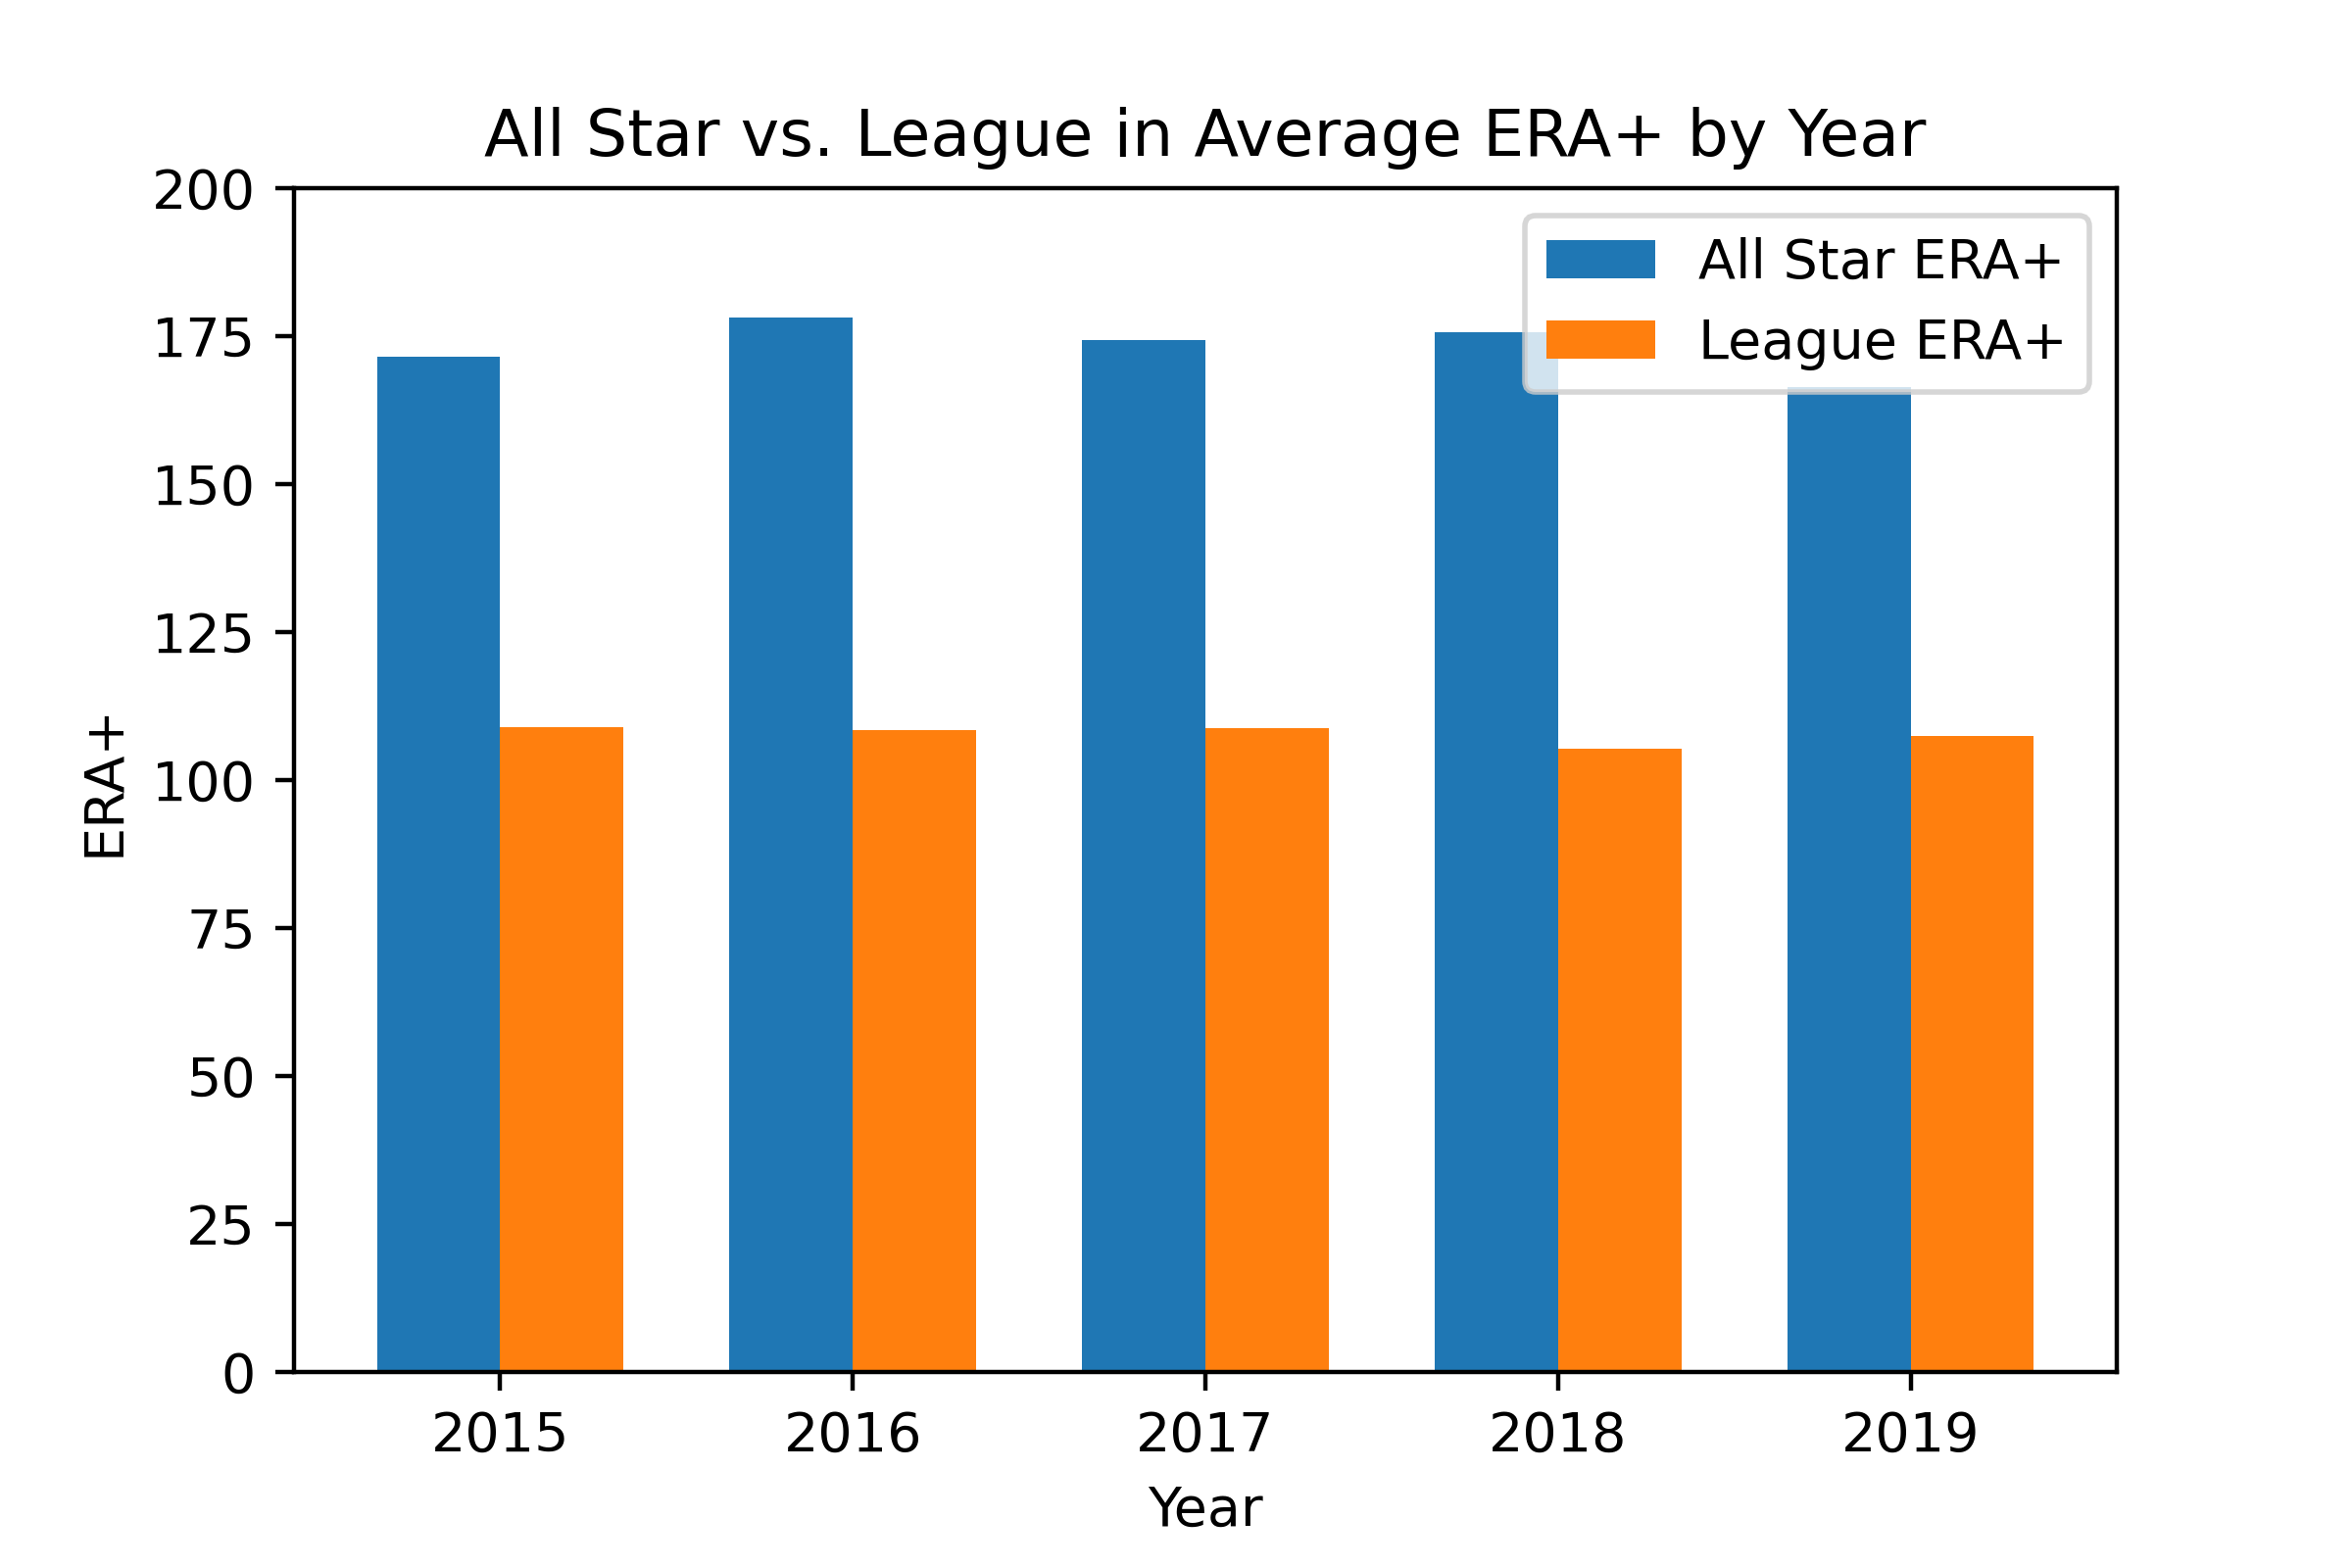 All Star vs. League in Average ERA+ by Year
200
175
150
125
100
75
50
25
0
ERA+
All Star ERA+
League ERA+
2015 2016 2017 2018 2019
Year